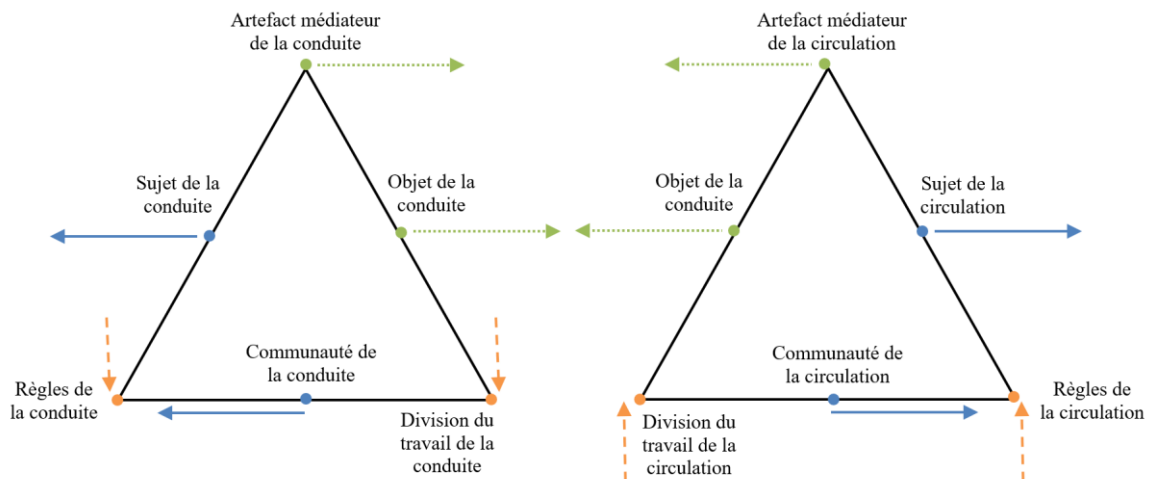 Artefact médiateur
de la conduite
Sujet de la
conduite
Objet de la
conduite
Communauté de
la conduite
Règles de
la conduite
Division du
travail de la
conduite
Artefact médiateur
de la circulation
Objet de la
conduite
Sujet de la
circulation
Communauté de
la circulation
Division du
travail de la
circulation
Règles de
la circulation